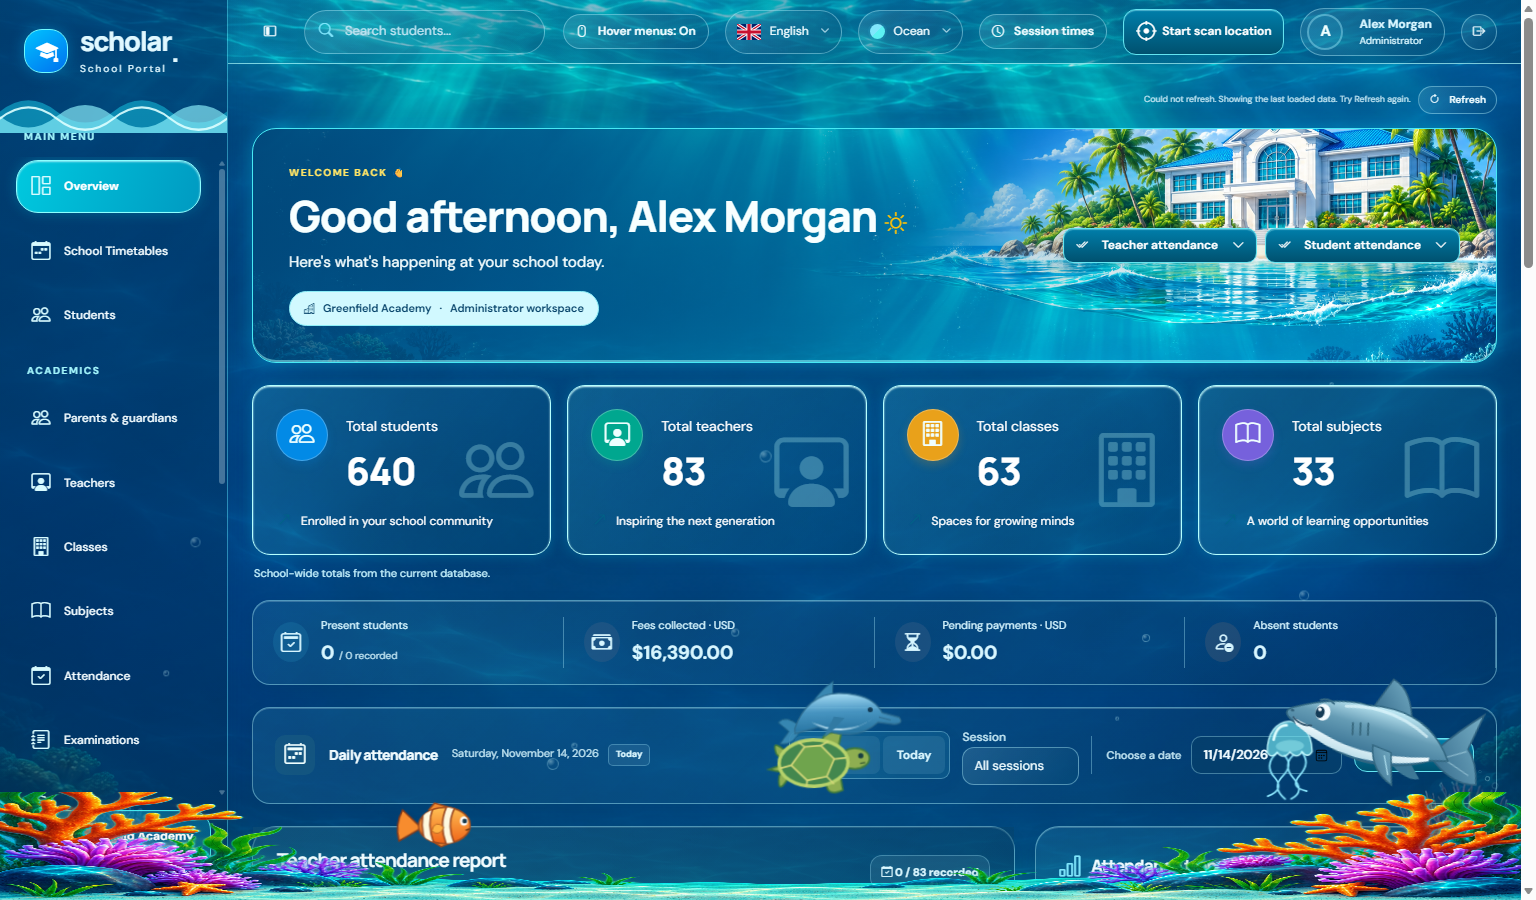 scholar
School Portal
Search students...
Hover menus: On
English
Ocean
Session times
Start scan location
A
Alex Morgan
Administrator
MAIN MENU
Overview
School Timetables
Students
ACADEMICS
Parents & guardians
Teachers
Classes
Subjects
Attendance
Examinations
Academy
Could not refresh. Showing the last loaded data. Try Refresh again.
Refresh
WELCOME BACK
Good afternoon, Alex Morgan
Here's what's happening at your school today.
Greenfield Academy · Administrator workspace
Teacher attendance
Student attendance
Total students
640
Enrolled in your school community
Total teachers
83
Inspiring the next generation
Total classes
63
Spaces for growing minds
Total subjects
33
A world of learning opportunities
School-wide totals from the current database.
Present students
0 / 0 recorded
Fees collected · USD
$16,390.00
Pending payments · USD
$0.00
Absent students
0
Daily attendance
Saturday, November 14, 2026
Today
Today
Session
All sessions
Choose a date
11/14/2026
Teacher attendance report
0 / 83 recorded